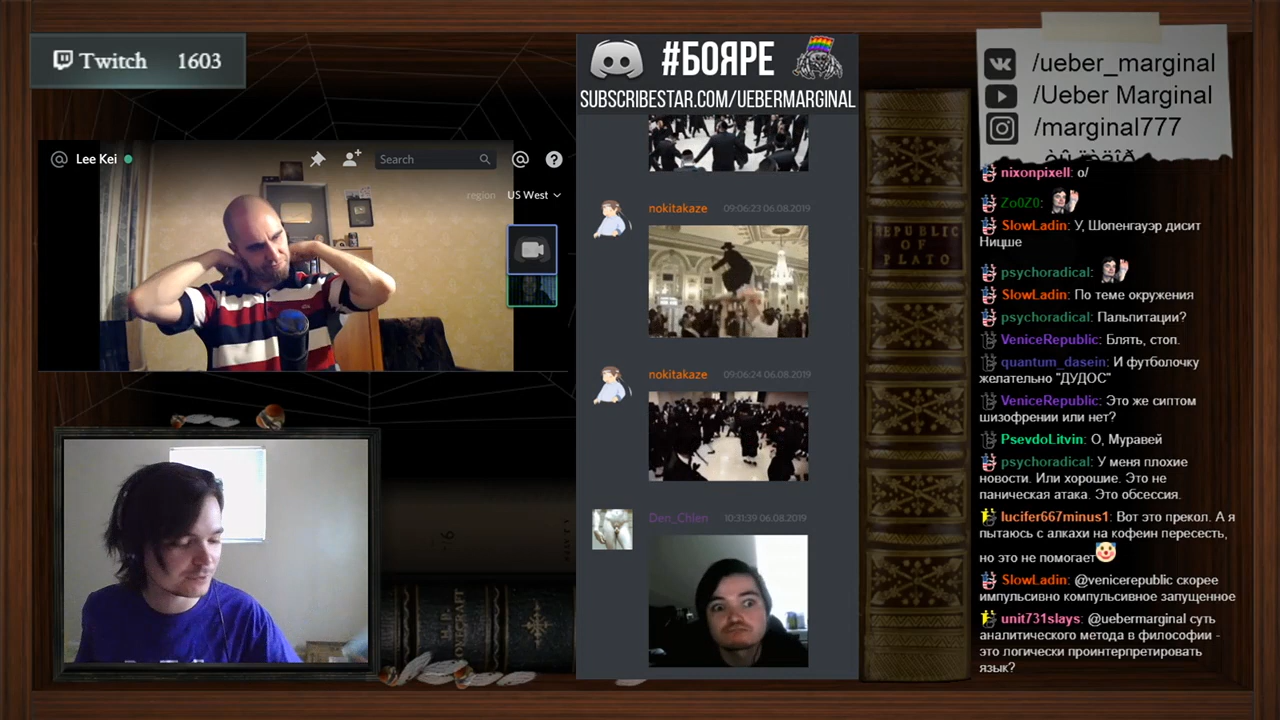 Twitch 1603
@ Lee Kei
Search
region US West
#БОЯРЕ
SUBSCRIBESTAR.COM/UEBERMARGINAL
nokitakaze 09:06:23 06.08.2019
nokitakaze 09:06:24 06.08.2019
Den_Chlen 10:31:39 06.08.2019
REPUBLIC
OF
PLATO
LOVECRAFT
/ueber_marginal
/Ueber Marginal
/marginal777
nixonpixell: o/
Zo0Z0:
SlowLadin: У, Шопенгауэр дисит
Ницше
psychoradical:
SlowLadin: По теме окружения
psychoradical: Пальпитации?
VeniceRepublic: Блять, стоп.
quantum_dasein: И футболочку
желательно "ДУДОС"
VeniceRepublic: Это же сиптом
шизофрении или нет?
PsevdoLitvin: О, Муравей
psychoradical: У меня плохие
новости. Или хорошие. Это не
паническая атака. Это обсессия.
lucifer667minus1: Вот это прекол. А я
пытаюсь с алкахи на кофеин пересесть,
но это не помогает
SlowLadin: @venicerepublic скорее
импульсивно компульсивное запущенное
unit731slays: @uebermarginal суть
аналитического метода в философии -
это логически проинтерпретировать
язык?